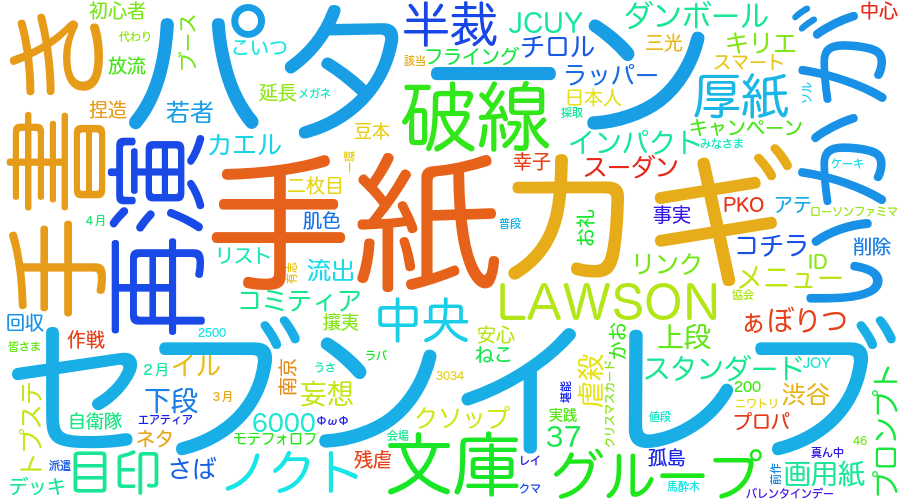 初心者
代わり
ブース
こいつ
半裁
JCUY
ダンボール
中心
手書き
パターン
いかが
放流
該当
フライング
チロル
三光
キリエ
スマート
捏造
若者
延長
メガネ
ラッパー
日本人
採取
厚紙
ソル
豆本
破線
キャンペーン
みなさま
カエル
インパクト
再演
手紙
カギ
二枚目
幸子
スーダン
ケーキ
4月
肌色
普段
お礼
事実
PKO
アテ
ローソンファミマ
リスト
有志
流出
コチラ
削除
リンク
ID
メニュー
コミティア
LAWSON
協会
回収
攘夷
中央
ぁぼりつ
皆さま
作戦
2500
安心
かお
上段
セブンイレブン
2月
イル
うさ
ラバ
ねこ
スタンダード
JOY
南京
3034
虐殺
クリスマスカード
トプステ
下段
3月
妄想
堪能
200
ニワトリ
渋谷
プロンプト
自衛隊
エアティア
6000
ΦωΦ
クソップ
実践
値段
プロパ
ネタ
モテフォロフ
会場
文庫
37
46
派遣
目印
さば
ノクト
残虐
レイ
グループ
孤島
真ん中
デッキ
クマ
馬酔木
前作
画用紙
バレンタインデー